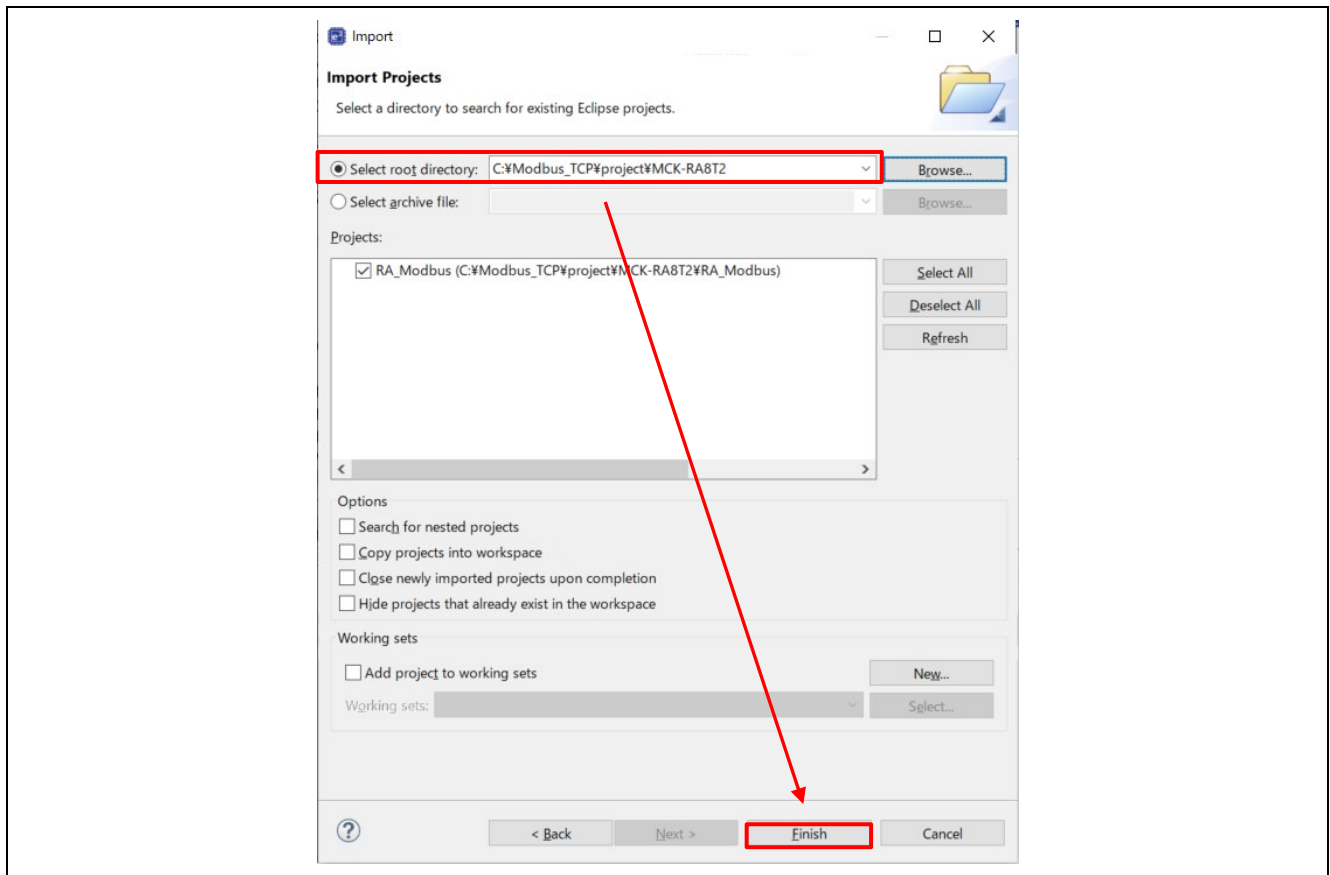 Import
Import Projects
Select a directory to search for existing Eclipse projects.
Select root directory: C:¥Modbus_TCP¥project¥MCK-RA8T2 Browse...
Select archive file: Browse...
Projects:
RA_Modbus (C:¥Modbus_TCP¥project¥MCK-RA8T2¥RA_Modbus)
Select All
Deselect All
Refresh
Options
Search for nested projects
Copy projects into workspace
Close newly imported projects upon completion
Hide projects that already exist in the workspace
Working sets
Add project to working sets New...
Working sets: Select...
? < Back Next > Finish Cancel